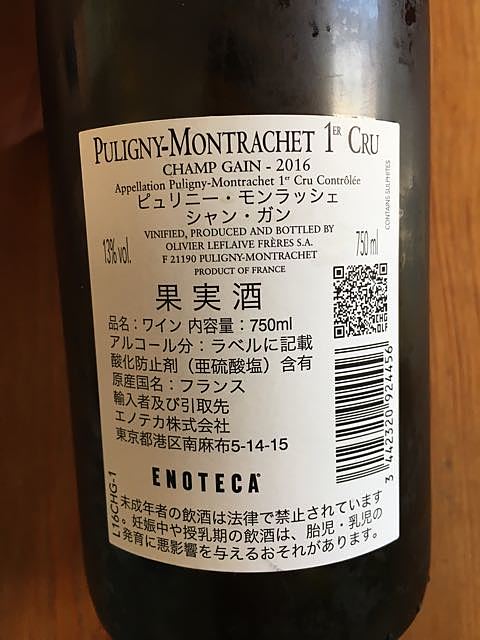 PULIGNY-MONTRACHET 1ER CRU
CHAMP GAIN - 2016
Appellation Puligny-Montrachet 1er Cru Contrôlée
ピュリニー・モンラッシェ
シャン・ガン
VINIFIED, PRODUCED AND BOTTLED BY
OLIVIER LEFLAIVE FRÈRES S.A.
F 21190 PULIGNY-MONTRACHET
PRODUCT OF FRANCE
13% vol.
750 ml
CONTAINS SULPHITES
果実酒
品名：ワイン 内容量：750ml
アルコール分：ラベルに記載
酸化防止剤（亜硫酸塩）含有
原産国名：フランス
輸入者及び引取先
エノテカ株式会社
東京都港区南麻布5-14-15
ENOTECA
3 442320 924456
L16CHG-1
未成年者の飲酒は法律で禁止されています
。妊娠中や授乳期の飲酒は、胎児・乳児の
発育に悪影響を与えるおそれがあります。